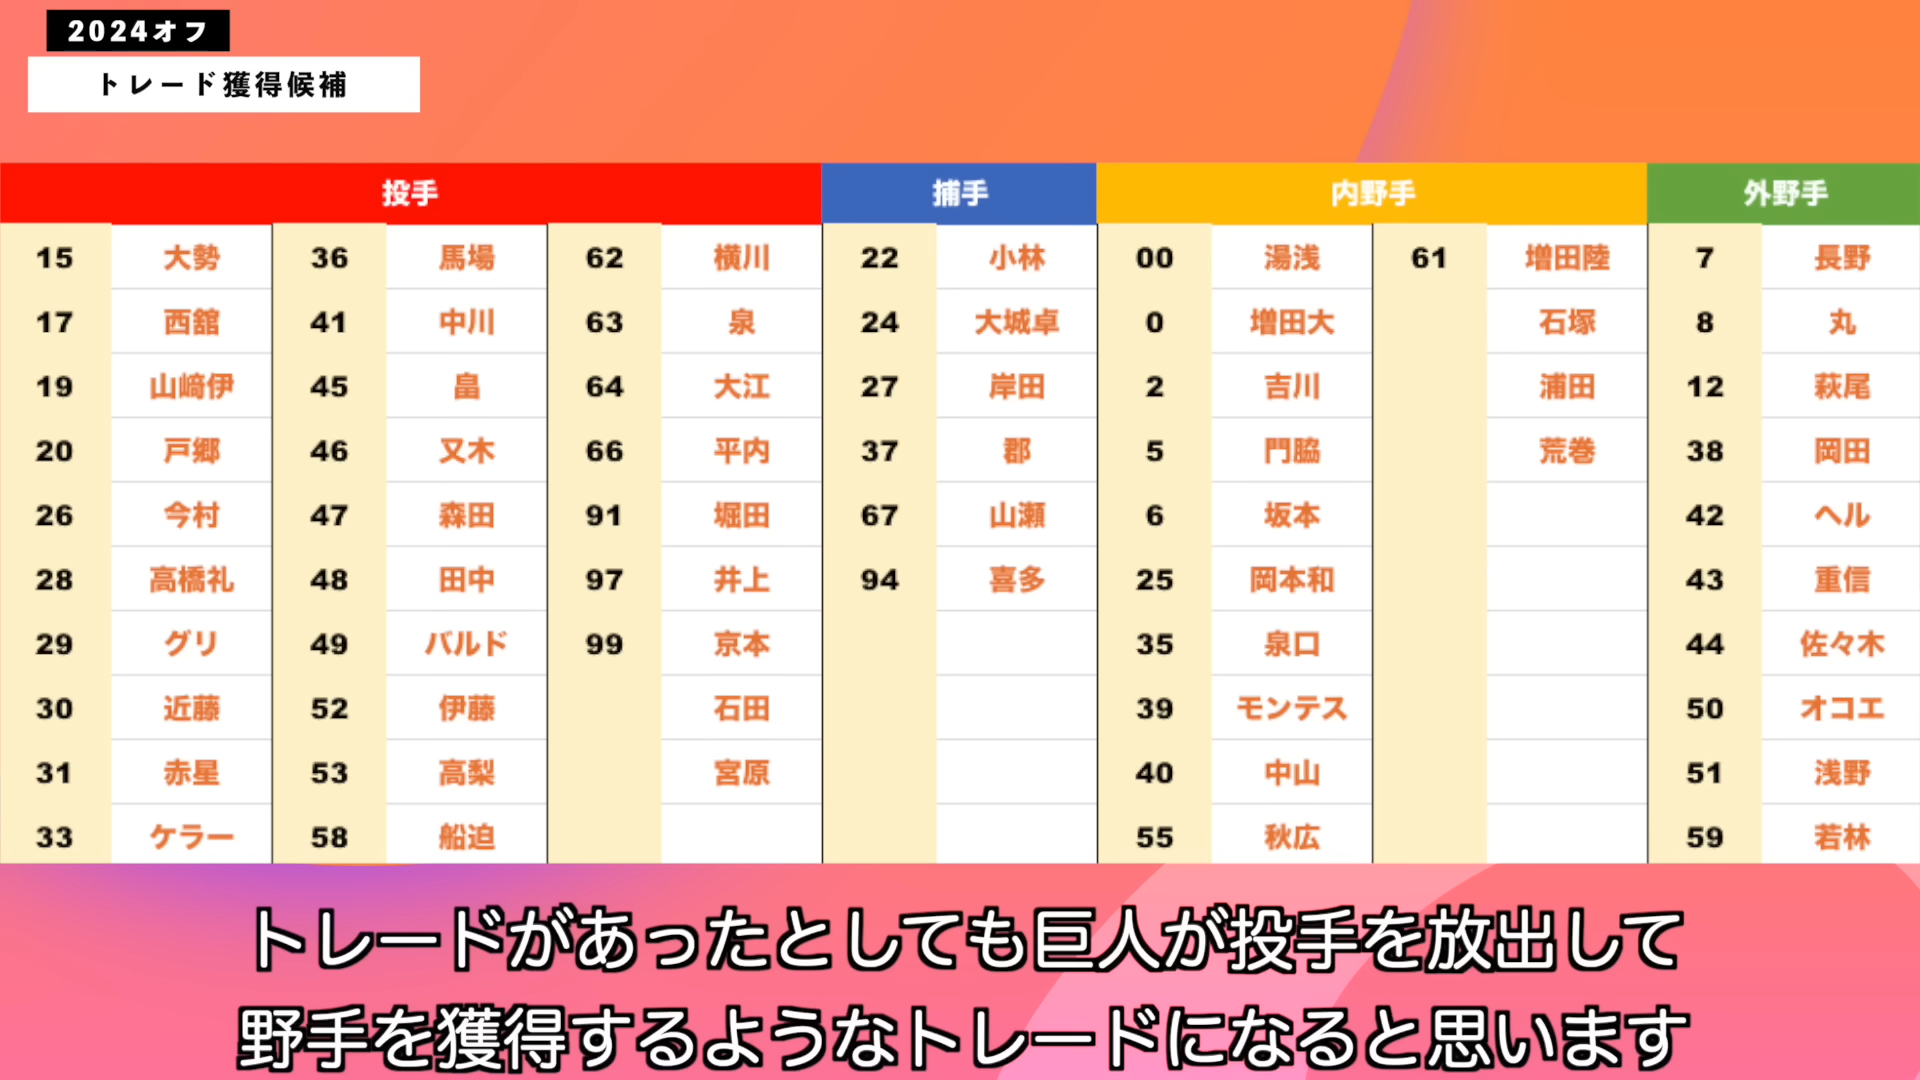 2024オフ
トレード獲得候補
投手 捕手 内野手 外野手
15 大勢 36 馬場 62 横川 22 小林 00 湯浅 61 増田陸 7 長野
17 西舘 41 中川 63 泉 24 大城卓 0 増田大 石塚 8 丸
19 山﨑伊 45 畠 64 大江 27 岸田 2 吉川 浦田 12 萩尾
20 戸郷 46 又木 66 平内 37 郡 5 門脇 荒巻 38 岡田
26 今村 47 森田 91 堀田 67 山瀬 6 坂本 42 ヘル
28 高橋礼 48 田中 97 井上 94 喜多 25 岡本和 43 重信
29 グリ 49 バルド 99 京本 35 泉口 44 佐々木
30 近藤 52 伊藤 石田 39 モンテス 50 オコエ
31 赤星 53 高梨 宮原 40 中山 51 浅野
33 ケラー 58 船迫 55 秋広 59 若林
トレードがあったとしても巨人が投手を放出して
野手を獲得するようなトレードになると思います